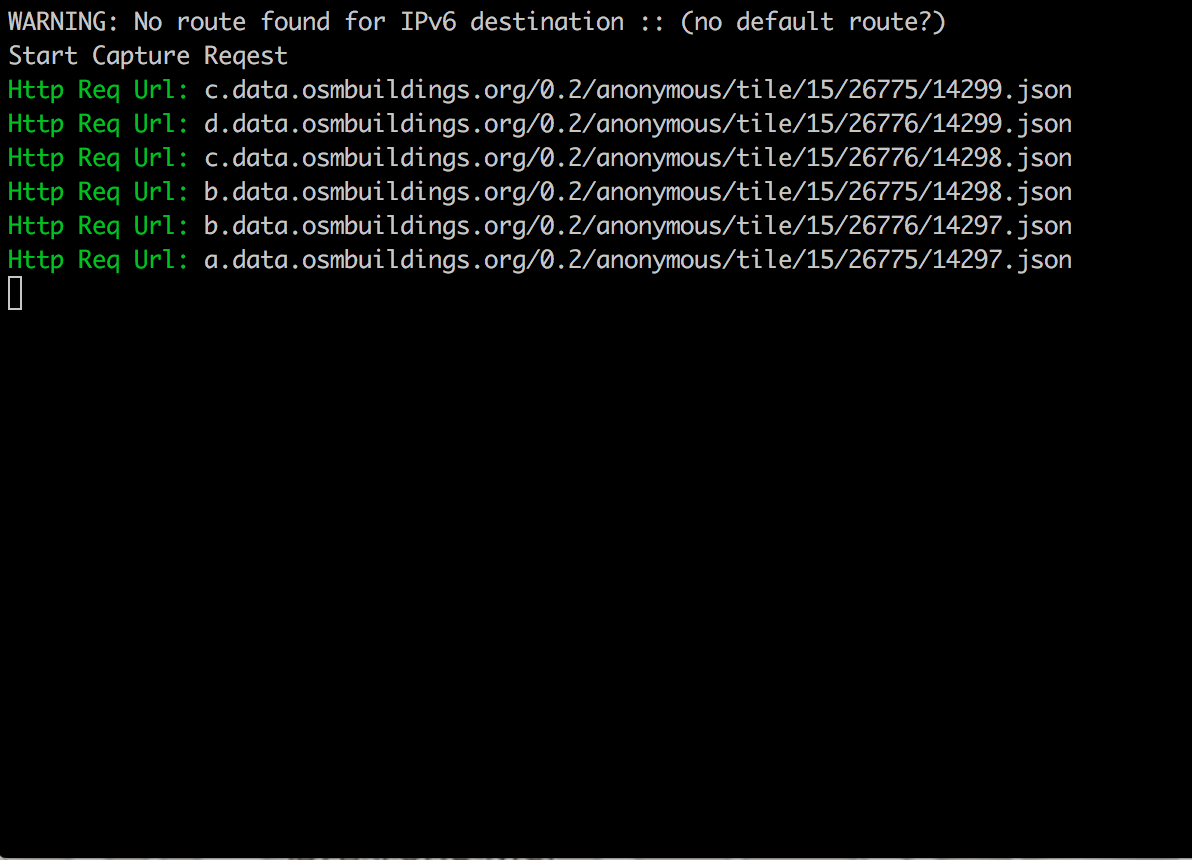 WARNING: No route found for IPv6 destination :: (no default route?)
Start Capture Reqest
Http Req Url: c.data.osmbuildings.org/0.2/anonymous/tile/15/26775/14299.json
Http Req Url: d.data.osmbuildings.org/0.2/anonymous/tile/15/26776/14299.json
Http Req Url: c.data.osmbuildings.org/0.2/anonymous/tile/15/26776/14298.json
Http Req Url: b.data.osmbuildings.org/0.2/anonymous/tile/15/26775/14298.json
Http Req Url: b.data.osmbuildings.org/0.2/anonymous/tile/15/26776/14297.json
Http Req Url: a.data.osmbuildings.org/0.2/anonymous/tile/15/26775/14297.json